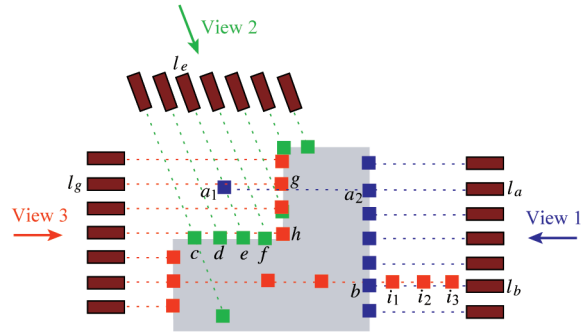 View 2
l_e
l_g
a_1
g
a_2
l_a
View 3
h
View 1
c
d
e
f
b
i_1
i_2
i_3
l_b